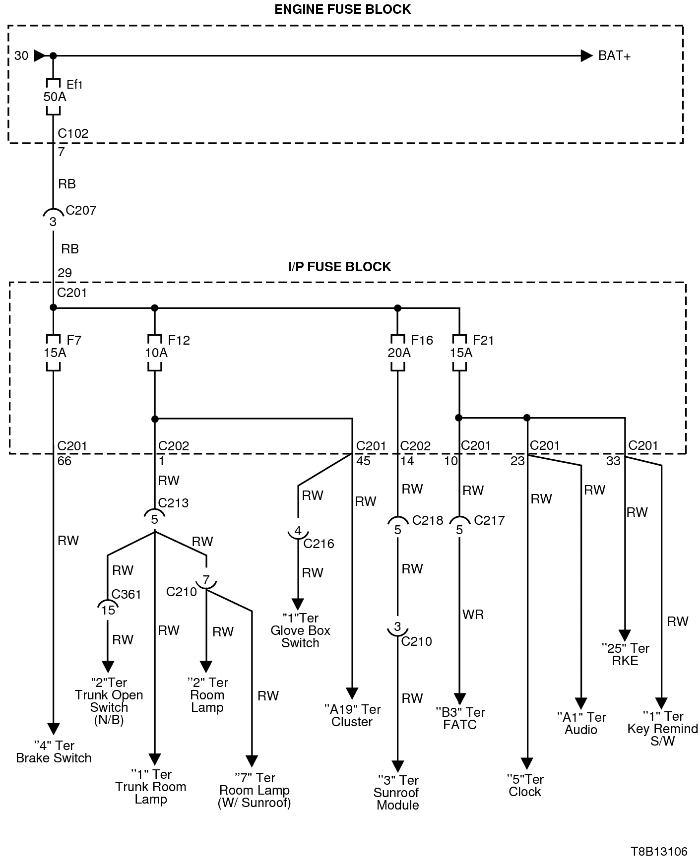 ENGINE FUSE BLOCK
30
BAT+
Ef1
50A
C102
7
RB
C207
3
RB
29
I/P FUSE BLOCK
C201
F7
15A
F12
10A
F16
20A
F21
15A
C201
66
C202
1
C201
45
C202
14
C201
10
C201
23
C201
33
RW
RW
RW
RW
RW
RW
RW
RW
C213
5
4
C216
5
C218
5
C217
RW
RW
RW
RW
RW
RW
C361
15
7
C210
WR
RW
RW
RW
RW
3
C210
RW
RW
"4" Ter
Brake Switch
"2"Ter
Trunk Open
Switch
(N/B)
"1" Ter
Trunk Room
Lamp
"2" Ter
Room
Lamp
"7" Ter
Room Lamp
(W/ Sunroof)
"1"Ter
Glove Box
Switch
"A19" Ter
Cluster
"3" Ter
Sunroof
Module
"B3" Ter
FATC
"5"Ter
Clock
"A1" Ter
Audio
"25" Ter
RKE
"1" Ter
Key Remind
S/W
T8B13106